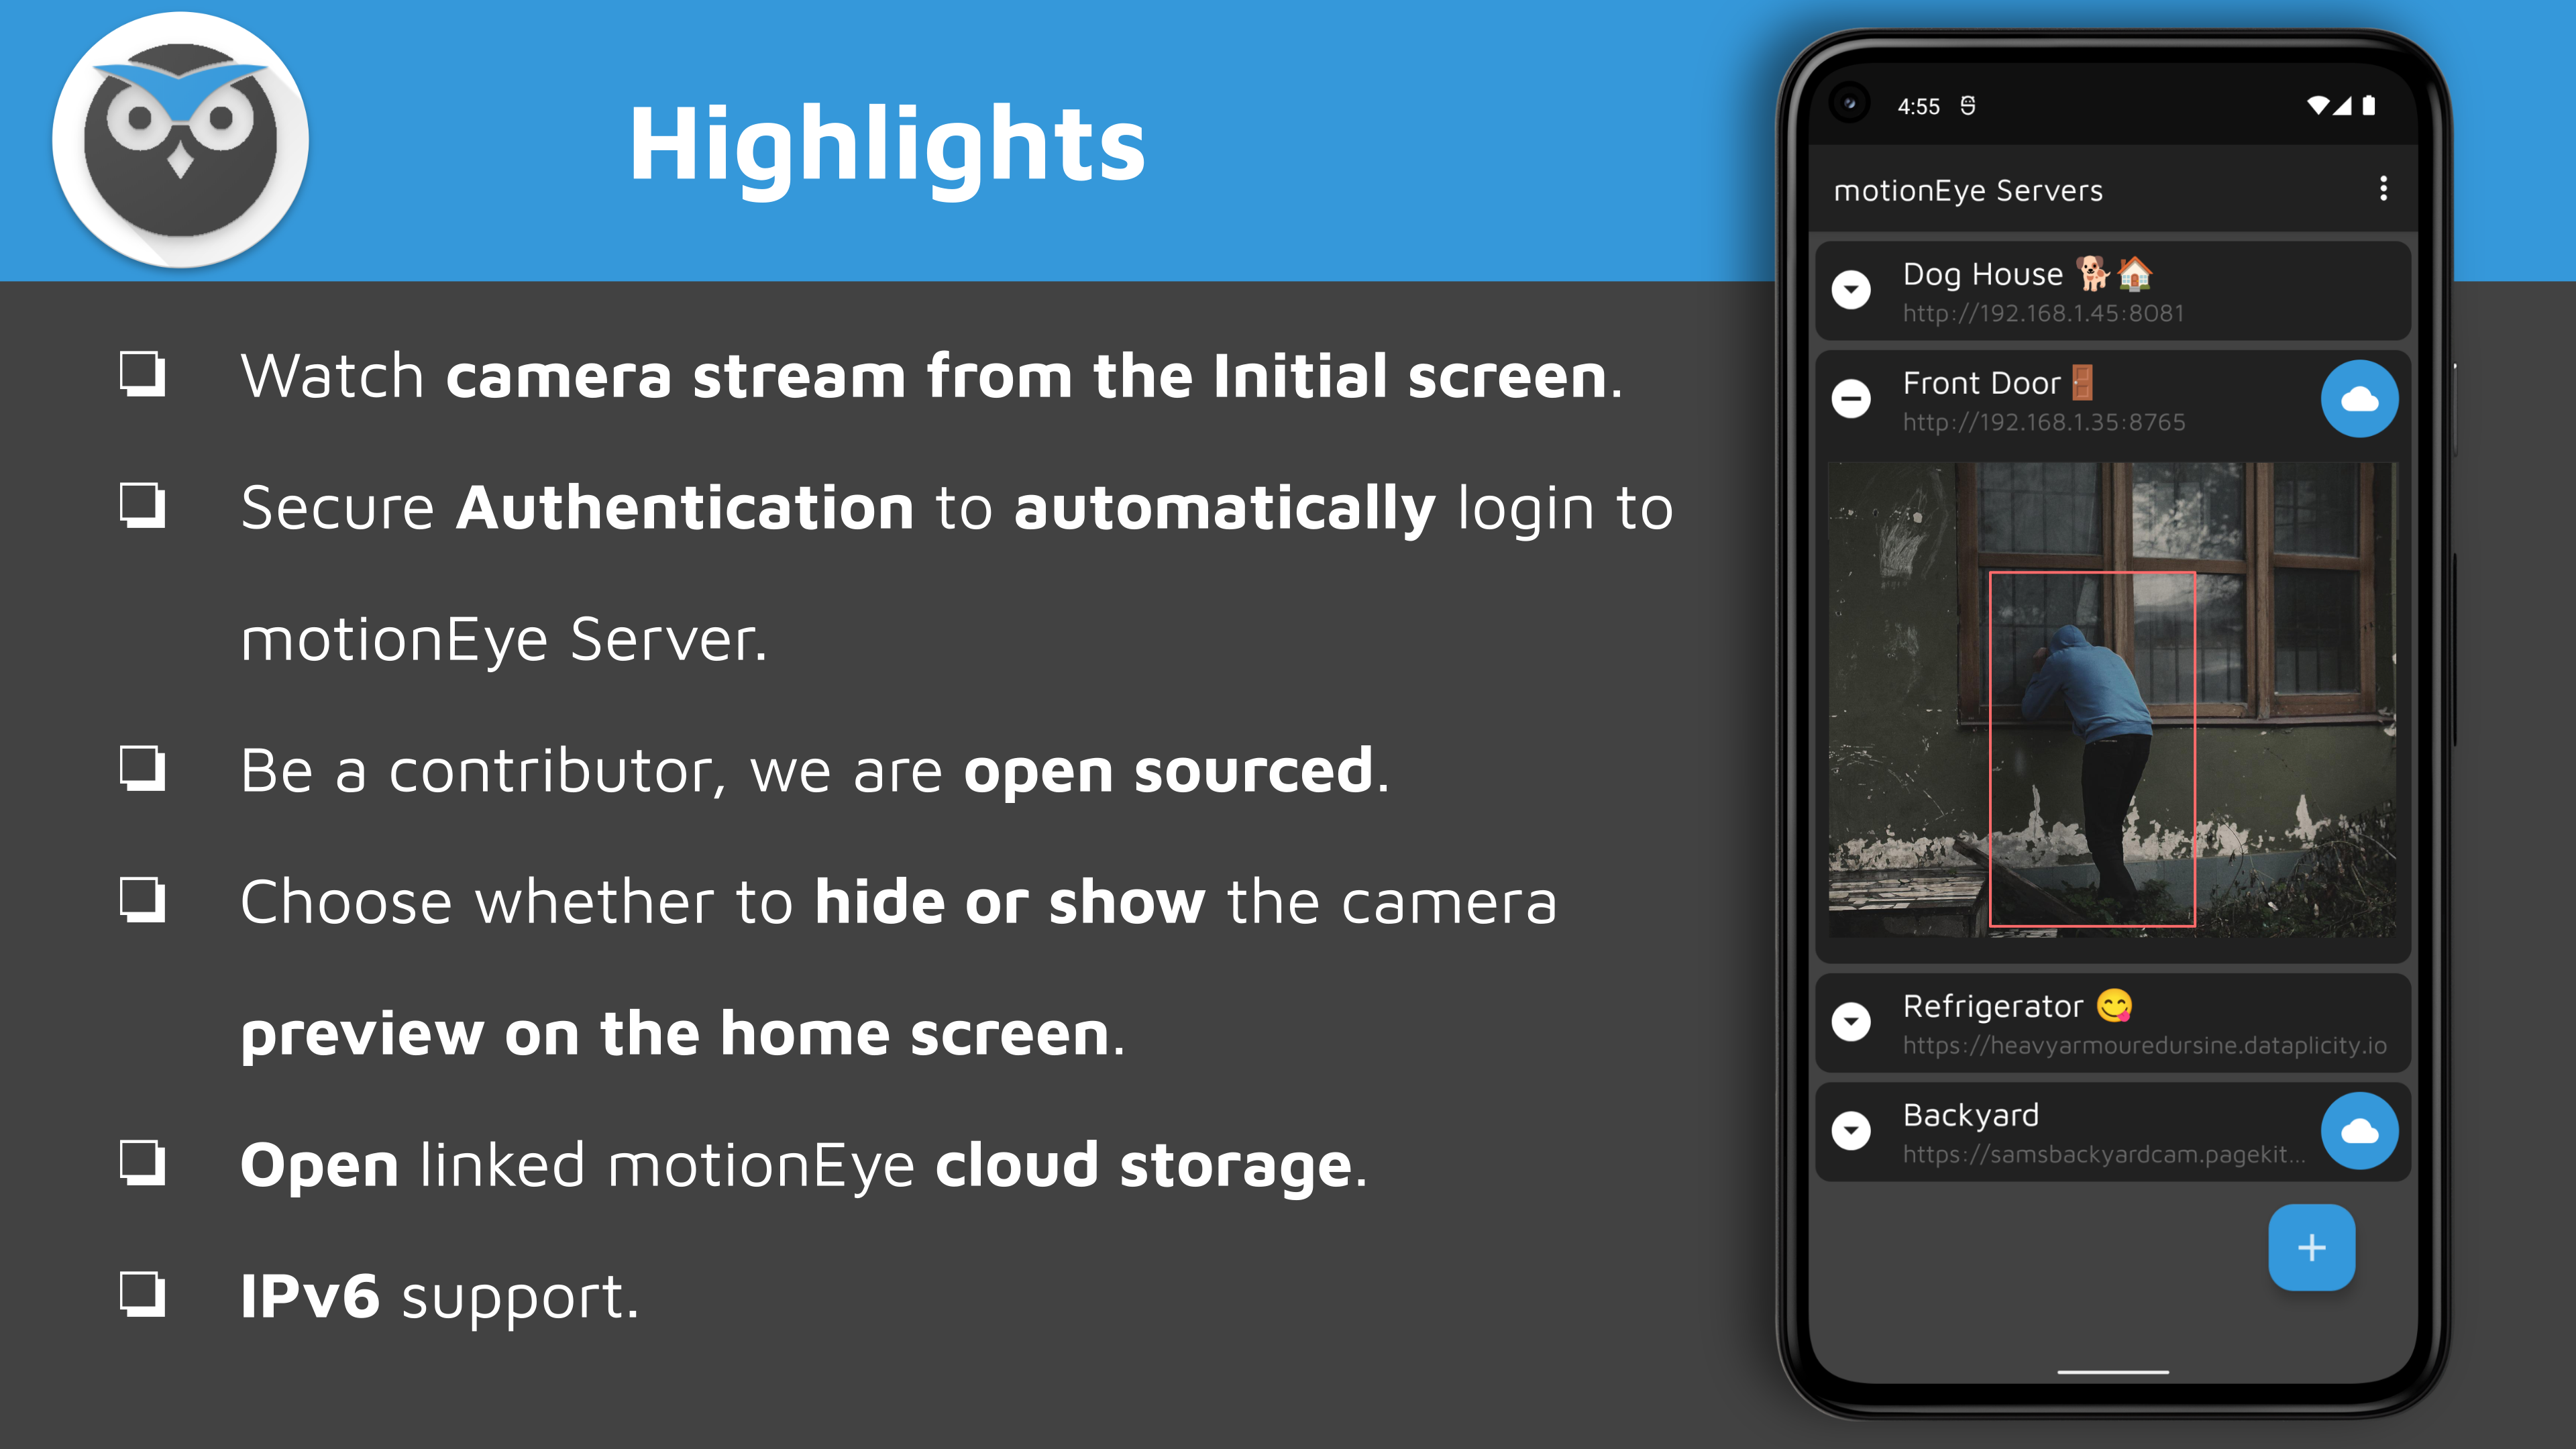 Highlights
Watch camera stream from the Initial screen.
Secure Authentication to automatically login to
motionEye Server.
Be a contributor, we are open sourced.
Choose whether to hide or show the camera
preview on the home screen.
Open linked motionEye cloud storage.
IPv6 support.
4:55
motionEye Servers
Dog House 🐕🏠
http://192.168.1.45:8081
Front Door🚪
http://192.168.1.35:8765
Refrigerator 😋
https://heavyarmouredursine.dataplicity.io
Backyard
https://samsbackyardcam.pagekit...